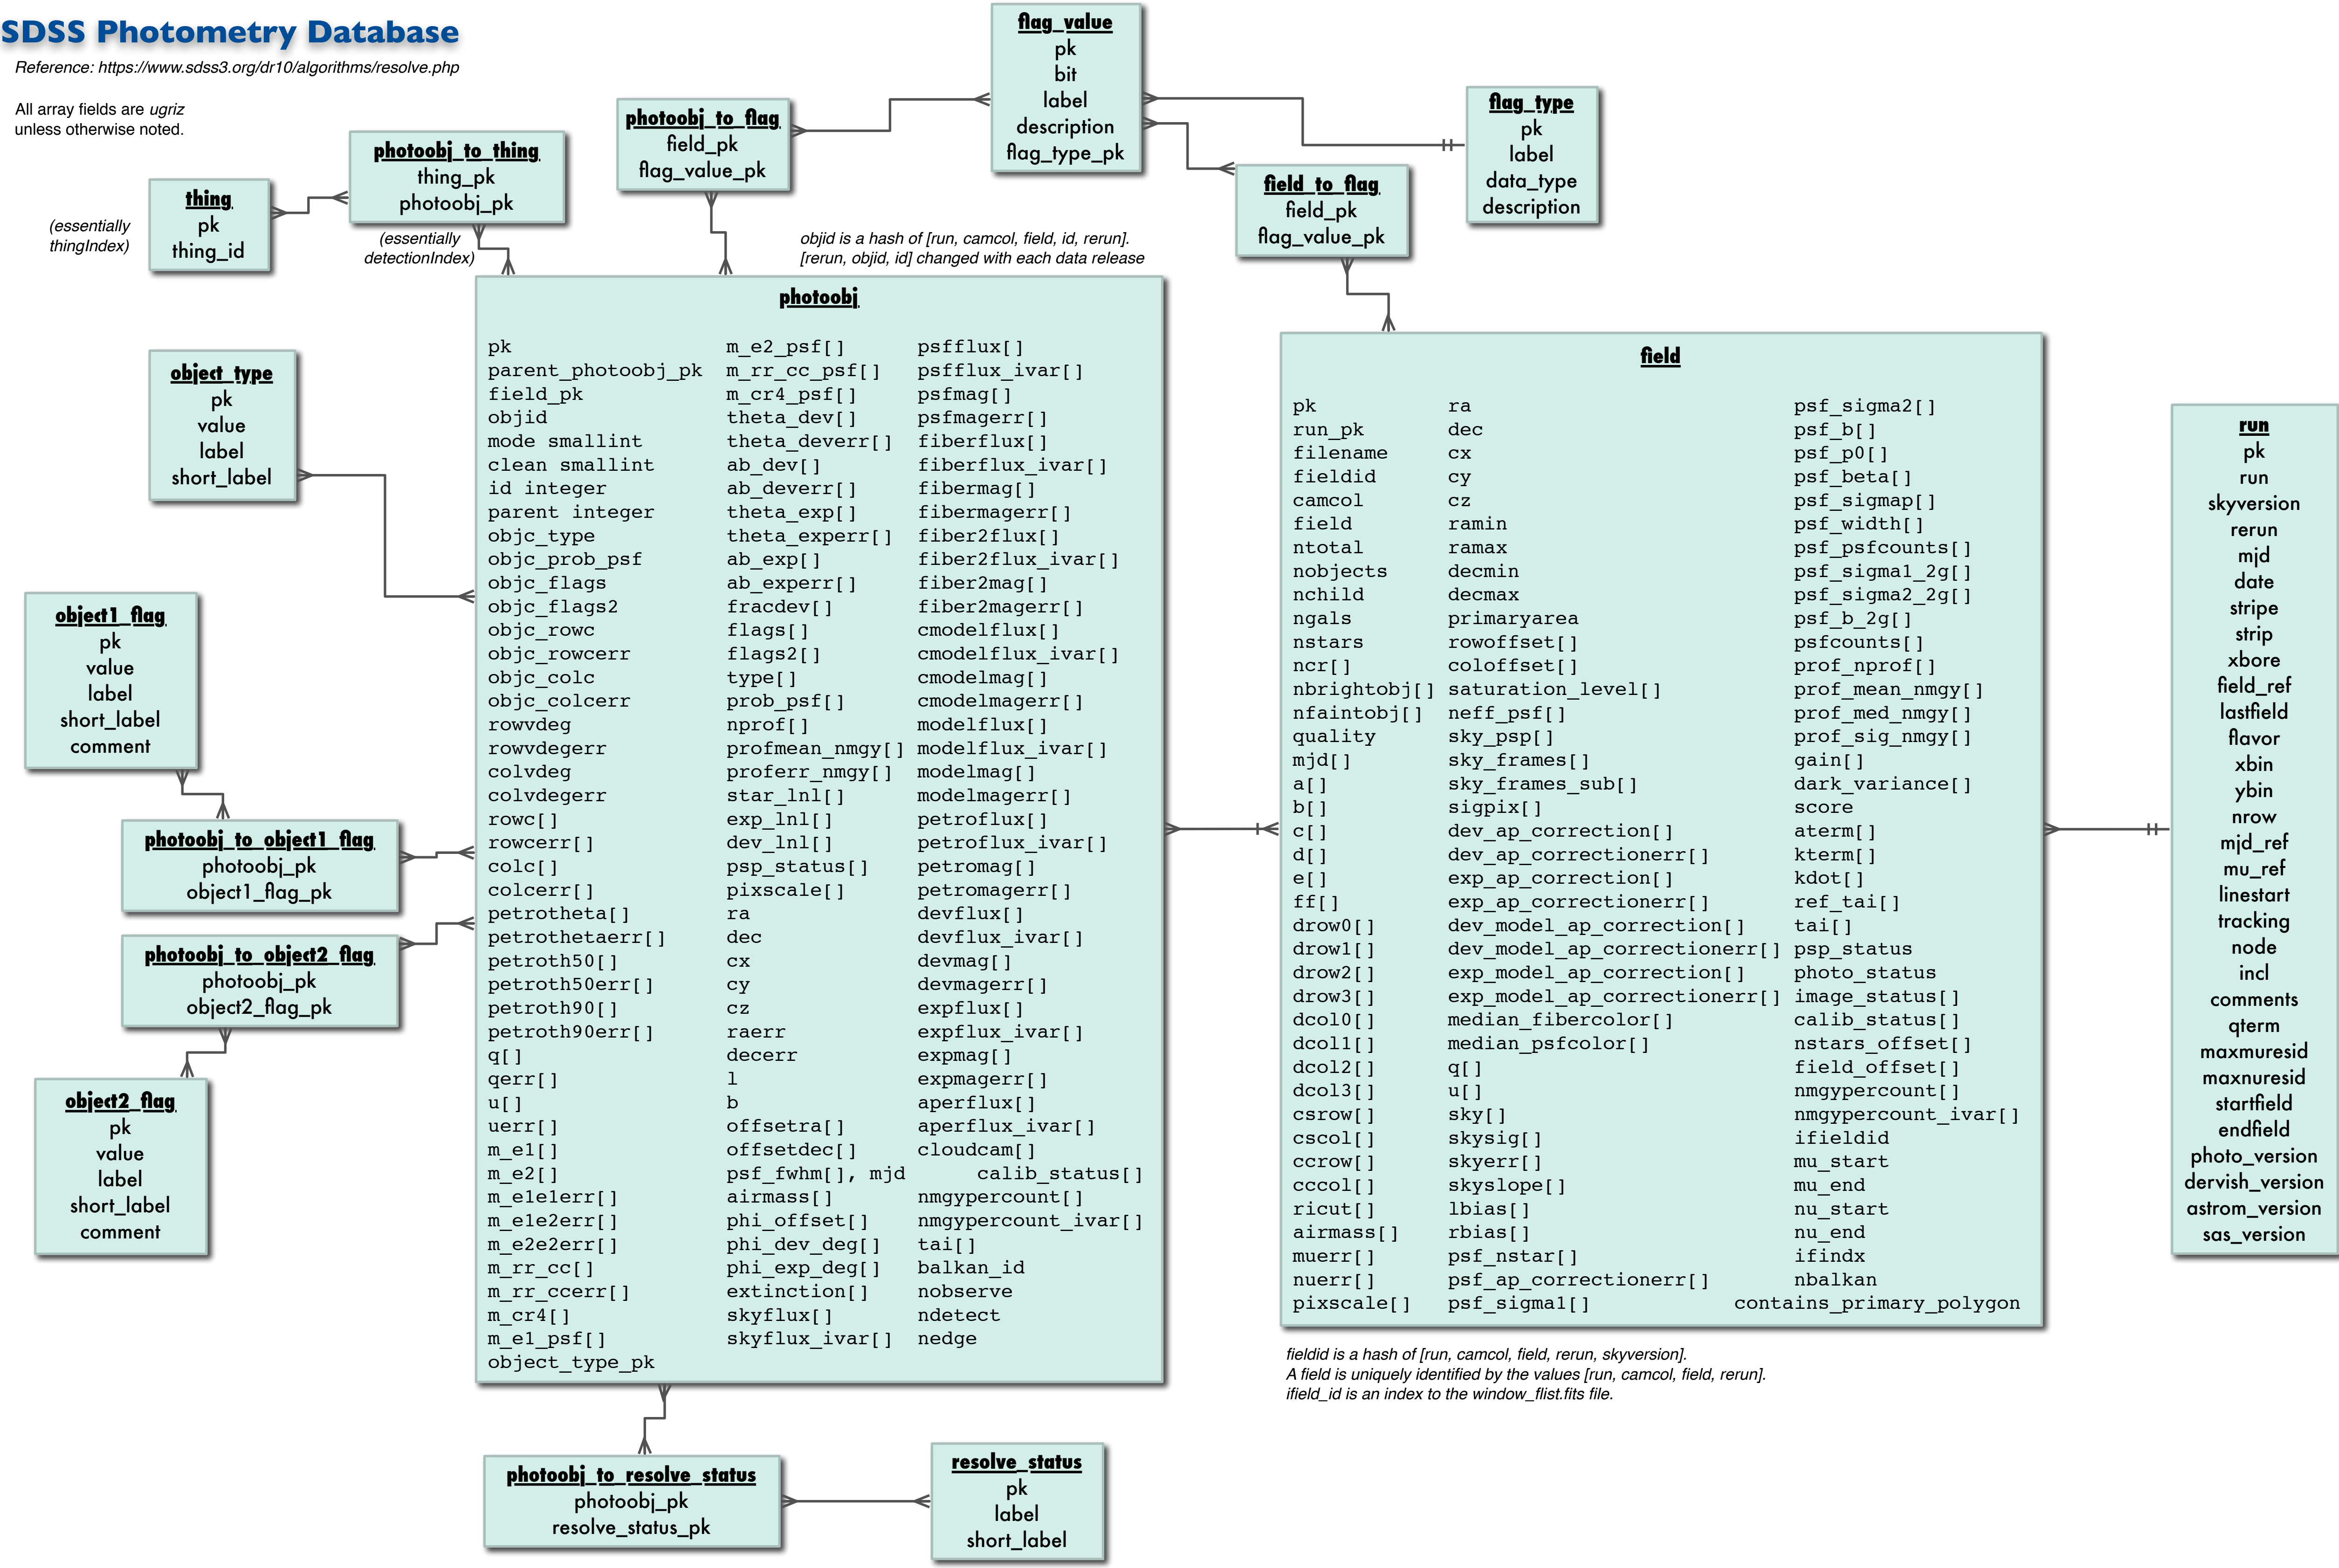 SDSS Photometry Database
Reference: https://www.sdss3.org/dr10/algorithms/resolve.php
All array fields are ugriz
unless otherwise noted.
flag_value
pk
bit
label
description
flag_type_pk
flag_type
pk
label
data_type
description
photoobj_to_flag
field_pk
flag_value_pk
photoobj_to_thing
thing_pk
photoobj_pk
(essentially
detectionIndex)
thing
pk
thing_id
(essentially
thingIndex)
field_to_flag
field_pk
flag_value_pk
objid is a hash of [run, camcol, field, id, rerun].
[rerun, objid, id] changed with each data release
object_type
pk
value
label
short_label
object1_flag
pk
value
label
short_label
comment
photoobj_to_object1_flag
photoobj_pk
object1_flag_pk
photoobj_to_object2_flag
photoobj_pk
object2_flag_pk
object2_flag
pk
value
label
short_label
comment
photoobj
pk m_e2_psf[] psfflux[]
parent_photoobj_pk m_rr_cc_psf[] psfflux_ivar[]
field_pk m_cr4_psf[] psfmag[]
objid theta_dev[] psfmagerr[]
mode smallint theta_deverr[] fiberflux[]
clean smallint ab_dev[] fiberflux_ivar[]
id integer ab_deverr[] fibermag[]
parent integer theta_exp[] fibermagerr[]
objc_type theta_experr[] fiber2flux[]
objc_prob_psf ab_exp[] fiber2flux_ivar[]
objc_flags ab_experr[] fiber2mag[]
objc_flags2 fracdev[] fiber2magerr[]
objc_rowc flags[] cmodelflux[]
objc_rowcerr flags2[] cmodelflux_ivar[]
objc_colc type[] cmodelmag[]
objc_colcerr prob_psf[] cmodelmagerr[]
rowvdeg nprof[] modelflux[]
rowvdegerr profmean_nmgy[] modelflux_ivar[]
colvdeg proferr_nmgy[] modelmag[]
colvdegerr star_lnl[] modelmagerr[]
rowc[] exp_lnl[] petroflux[]
rowcerr[] dev_lnl[] petroflux_ivar[]
colc[] psp_status[] petromag[]
colcerr[] pixscale[] petromagerr[]
petrotheta[] ra devflux[]
petrothetaerr[] dec devflux_ivar[]
petroth50[] cx devmag[]
petroth50err[] cy devmagerr[]
petroth90[] cz expflux[]
petroth90err[] raerr expflux_ivar[]
q[] decerr expmag[]
qerr[] l expmagerr[]
u[] b aperflux[]
uerr[] offsetra[] aperflux_ivar[]
m_e1[] offsetdec[] cloudcam[]
m_e2[] psf_fwhm[], mjd calib_status[]
m_e1e1err[] airmass[] nmgypercount[]
m_e1e2err[] phi_offset[] nmgypercount_ivar[]
m_e2e2err[] phi_dev_deg[] tai[]
m_rr_cc[] phi_exp_deg[] balkan_id
m_rr_ccerr[] extinction[] nobserve
m_cr4[] skyflux[] ndetect
m_e1_psf[] skyflux_ivar[] nedge
object_type_pk
field
pk ra psf_sigma2[]
run_pk dec psf_b[]
filename cx psf_p0[]
fieldid cy psf_beta[]
camcol cz psf_sigmap[]
field ramin psf_width[]
ntotal ramax psf_psfcounts[]
nobjects decmin psf_sigma1_2g[]
nchild decmax psf_sigma2_2g[]
ngals primaryarea psf_b_2g[]
nstars rowoffset[] psfcounts[]
ncr[] coloffset[] prof_nprof[]
nbrightobj[] saturation_level[] prof_mean_nmgy[]
nfaintobj[] neff_psf[] prof_med_nmgy[]
quality sky_psp[] prof_sig_nmgy[]
mjd[] sky_frames[] gain[]
a[] sky_frames_sub[] dark_variance[]
b[] sigpix[] score
c[] dev_ap_correction[] aterm[]
d[] dev_ap_correctionerr[] kterm[]
e[] exp_ap_correction[] kdot[]
ff[] exp_ap_correctionerr[] ref_tai[]
drow0[] dev_model_ap_correction[] tai[]
drow1[] dev_model_ap_correctionerr[] psp_status
drow2[] exp_model_ap_correction[] photo_status
drow3[] exp_model_ap_correctionerr[] image_status[]
dcol0[] median_fibercolor[] calib_status[]
dcol1[] median_psfcolor[] nstars_offset[]
dcol2[] q[] field_offset[]
dcol3[] u[] nmgypercount[]
csrow[] sky[] nmgypercount_ivar[]
cscol[] skysig[] ifieldid
ccrow[] skyerr[] mu_start
cccol[] skyslope[] mu_end
ricut[] lbias[] nu_start
airmass[] rbias[] nu_end
muerr[] psf_nstar[] ifindx
nuerr[] psf_ap_correctionerr[] nbalkan
pixscale[] psf_sigma1[] contains_primary_polygon
fieldid is a hash of [run, camcol, field, rerun, skyversion].
A field is uniquely identified by the values [run, camcol, field, rerun].
ifield_id is an index to the window_flist.fits file.
run
pk
run
skyversion
rerun
mjd
date
stripe
strip
xbore
field_ref
lastfield
flavor
xbin
ybin
nrow
mjd_ref
mu_ref
linestart
tracking
node
incl
comments
qterm
maxmuresid
maxnuresid
startfield
endfield
photo_version
dervish_version
astrom_version
sas_version
photoobj_to_resolve_status
photoobj_pk
resolve_status_pk
resolve_status
pk
label
short_label